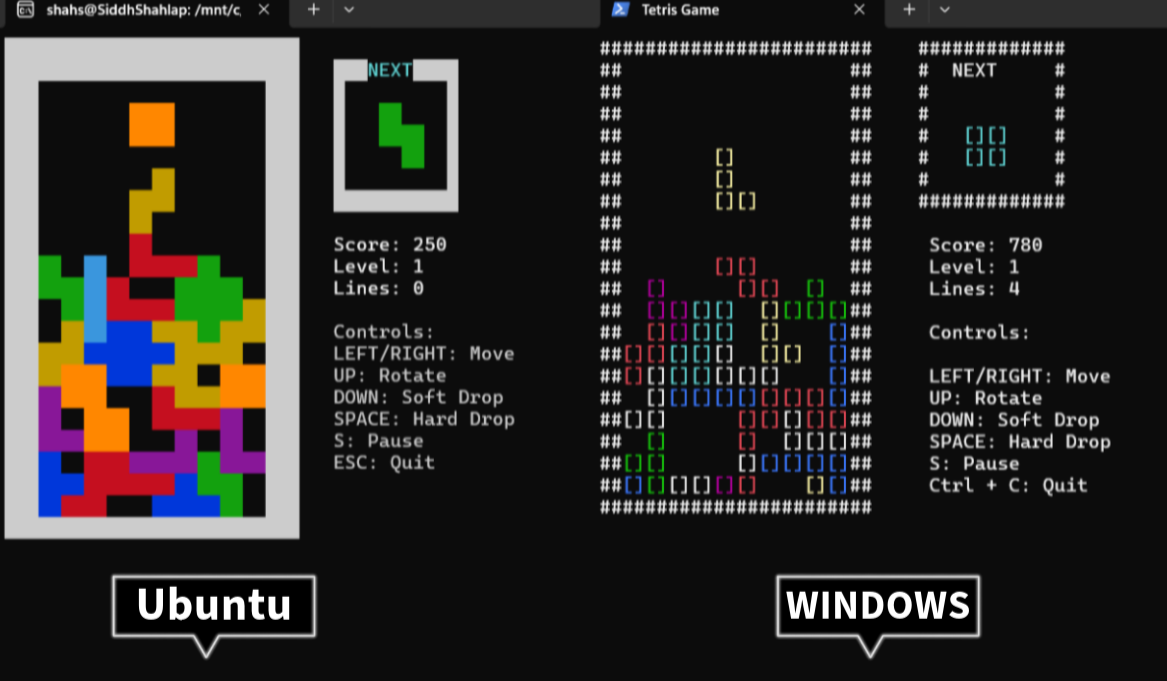 shahs@SiddhShahlap: /mnt/c,
NEXT
Score: 250
Level: 1
Lines: 0
Controls:
LEFT/RIGHT: Move
UP: Rotate
DOWN: Soft Drop
SPACE: Hard Drop
S: Pause
ESC: Quit
Ubuntu
Tetris Game
########################   #############
##                    ##   #  NEXT     #
##                    ##   #           #
##                    ##   #           #
##                    ##   #   [][]    #
##        []          ##   #   [][]    #
##        []          ##   #           #
##        [][]        ##   #############
##                    ##
##                    ##   Score: 780
##        [][]        ##   Level: 1
##  []      [][]  []  ##   Lines: 4
##  [][][][]  [][][][]##
##  [][][][]  []    []##   Controls:
##[][][][][]  [][]  []##
##[][][][][][][]    []##   LEFT/RIGHT: Move
##  [][][][][][][][][]##   UP: Rotate
##[][]      [][][][][]##   DOWN: Soft Drop
##  []      []  [][][]##   SPACE: Hard Drop
##[][]      [][][][][]##   S: Pause
##[][][][][][]    [][]##   Ctrl + C: Quit
########################
WINDOWS